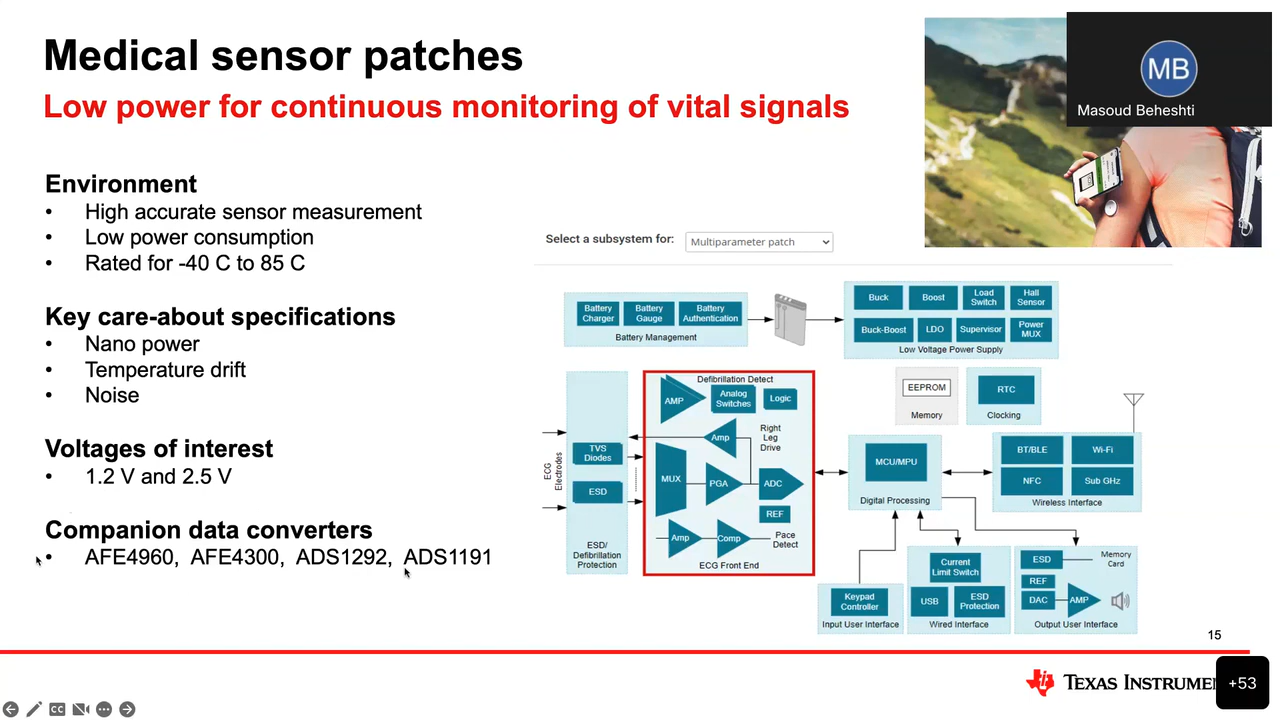 Medical sensor patches
Low power for continuous monitoring of vital signals
MB
Masoud Beheshti
Environment
• High accurate sensor measurement
• Low power consumption
• Rated for -40 C to 85 C
Key care-about specifications
• Nano power
• Temperature drift
• Noise
Voltages of interest
• 1.2 V and 2.5 V
Companion data converters
• AFE4960, AFE4300, ADS1292, ADS1191
Select a subsystem for: Multiparameter patch
Battery Charger
Battery Gauge
Battery Authentication
Battery Management
Buck
Boost
Load Switch
Hall Sensor
Buck-Boost
LDO
Supervisor
Power MUX
Low Voltage Power Supply
ECG Electrodes
TVS Diodes
ESD
ESD/ Defibrillation Protection
Defibrillation Detect
AMP
Analog Switches
Logic
Amp
Right Leg Drive
MUX
PGA
ADC
REF
Amp
Comp
Pace Detect
ECG Front End
EEPROM
Memory
RTC
Clocking
MCU/MPU
Digital Processing
BT/BLE
Wi-Fi
NFC
Sub GHz
Wireless Interface
Keypad Controller
Input User Interface
Current Limit Switch
USB
ESD Protection
Wired Interface
ESD
Memory Card
REF
DAC
AMP
Output User Interface
15
TEXAS INSTRUME
+53
CC